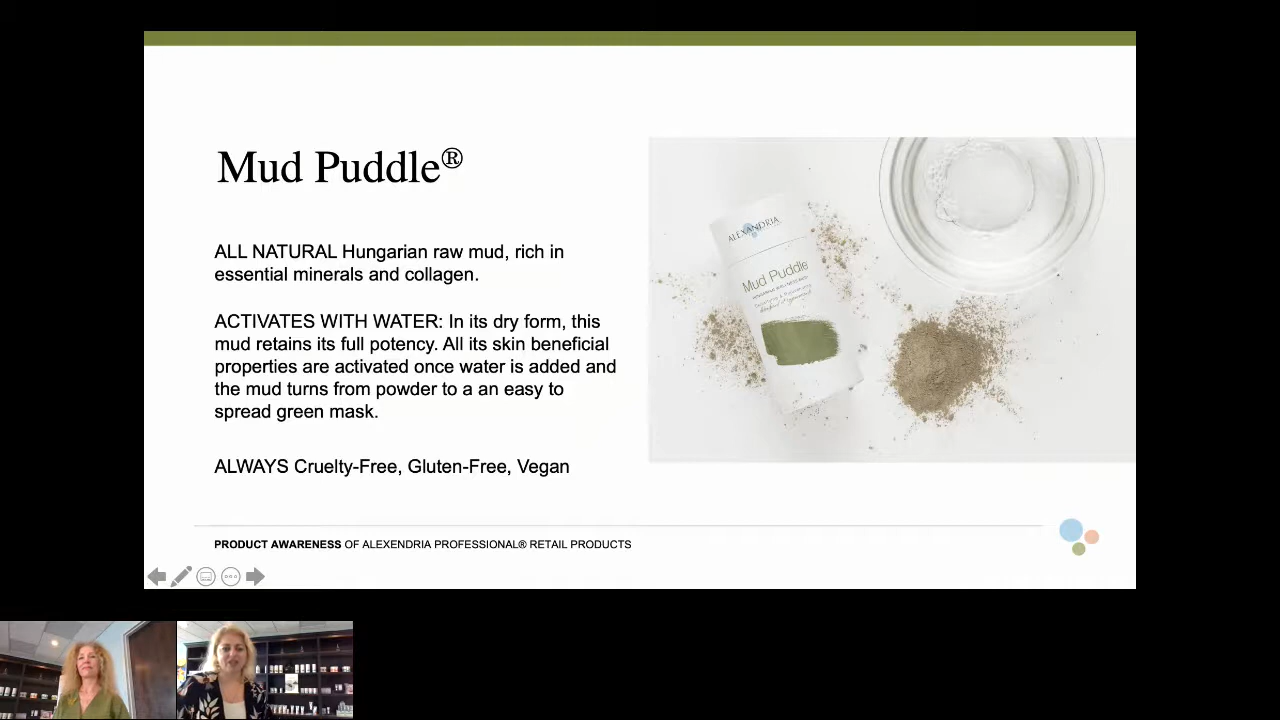 Mud Puddle®
ALL NATURAL Hungarian raw mud, rich in
essential minerals and collagen.
ACTIVATES WITH WATER: In its dry form, this
mud retains its full potency. All its skin beneficial
properties are activated once water is added and
the mud turns from powder to a an easy to
spread green mask.
ALWAYS Cruelty-Free, Gluten-Free, Vegan
ALEXANDRIA
Mud Puddle
PRODUCT AWARENESS OF ALEXENDRIA PROFESSIONAL® RETAIL PRODUCTS